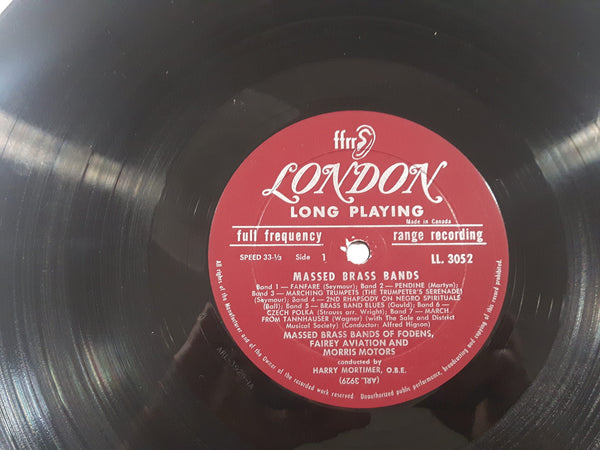 ffrr
LONDON
LONG PLAYING
Made in Canada
full frequency range recording
SPEED 33-⅓ Side 1 LL. 3052
MASSED BRASS BANDS
Band 1 — FANFARE (Seymour); Band 2 - PENDINE (Martyn);
Band 3 — MARCHING TRUMPETS (THE TRUMPETER'S SERENADE)
(Seymour); Band 4 - 2ND RHAPSODY ON NEGRO SPIRITUALS
(Ball); Band 5 - BRASS BAND BLUES (Gould); Band 6 -
CZECH POLKA (Strauss arr. Wright); Band 7 - MARCH
FROM TANNHAUSER (Wagner) (with The Sale and District
Musical Society) (Conductor: Alfred Hignon)
MASSED BRASS BANDS OF FODENS,
FAIREY AVIATION AND
MORRIS MOTORS
conducted by
HARRY MORTIMER, O.B.E.
(ARL 3929)
All rights of the Manufacturer and of the Owner of the recorded work reserved. Unauthorized public performance, broadcasting and copying of this record prohibited.